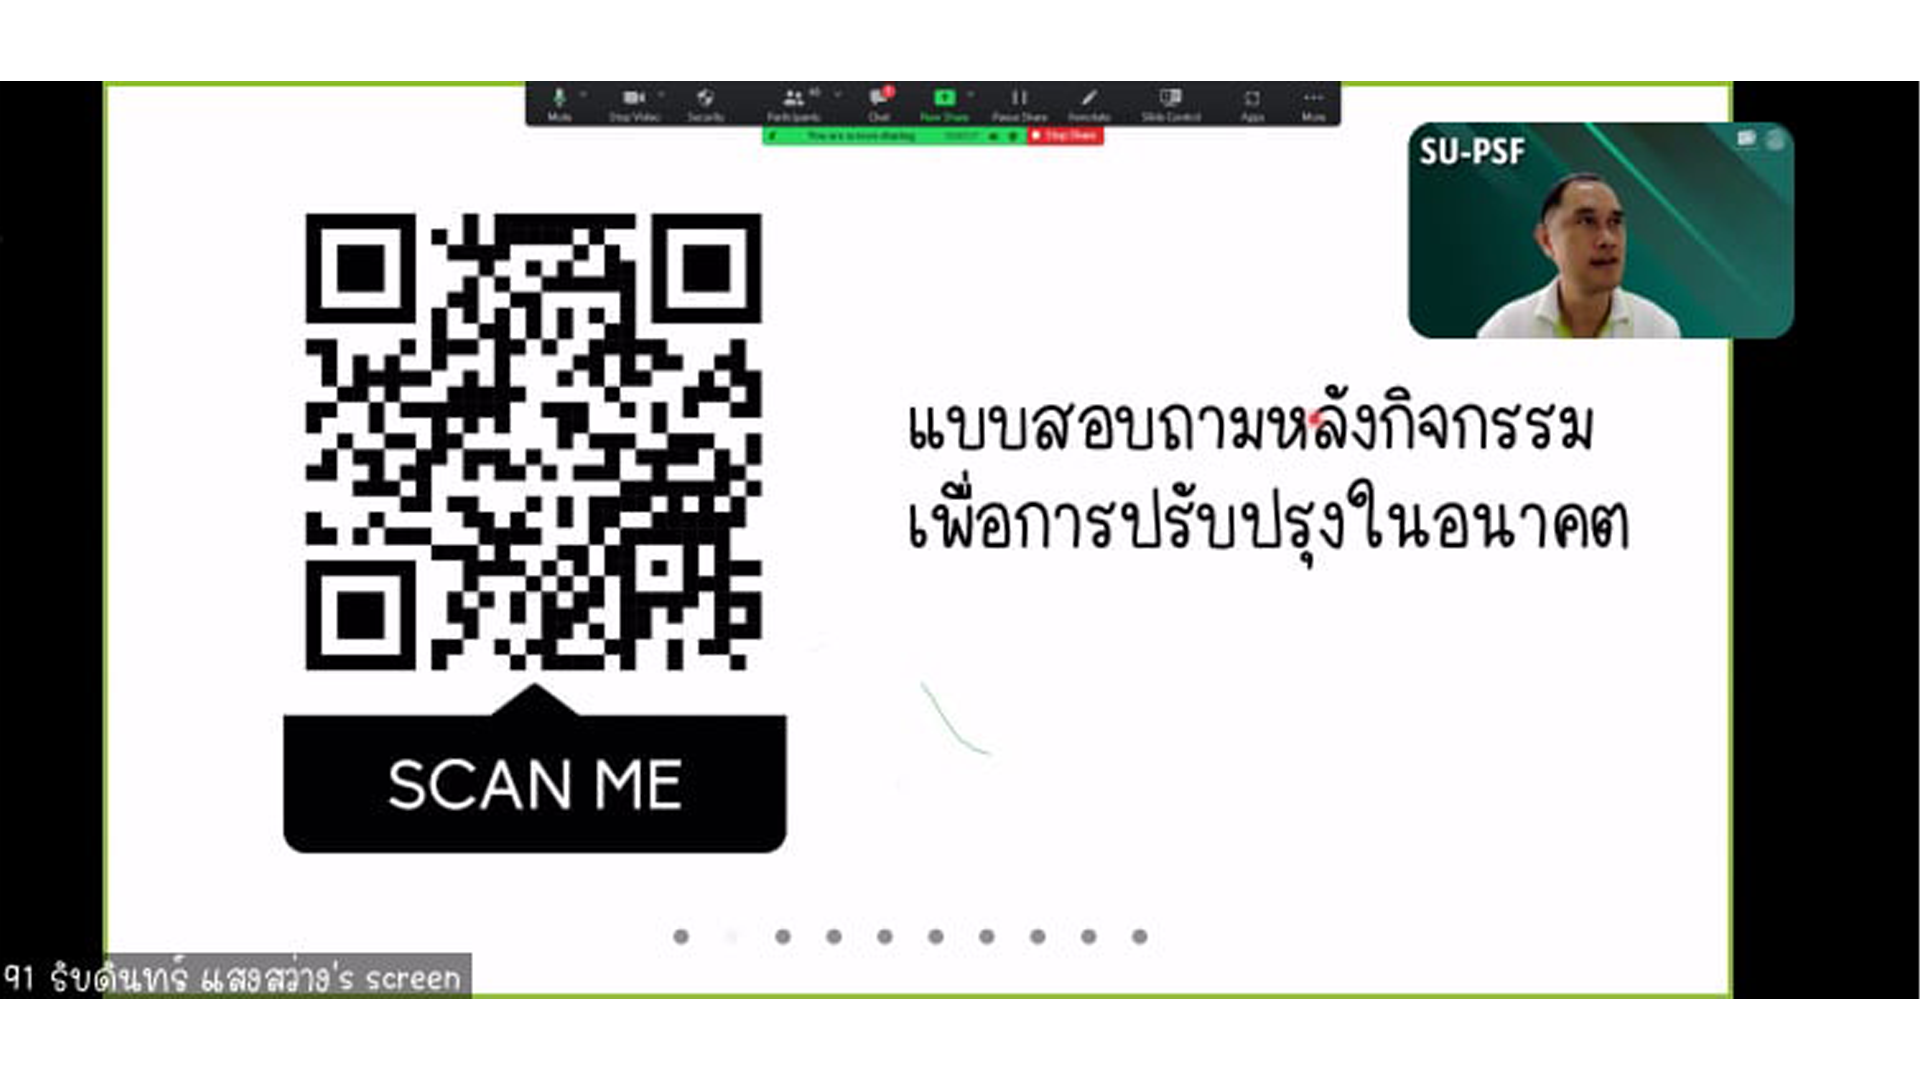 Mute
Stop Video
Security
Participants
Chat
New Share
Pause Share
Annotate
Slide Control
Apps
More
You are screen sharing
Stop Share
SU-PSF
แบบสอบถามหลังกิจกรรม
เพื่อการปรับปรุงในอนาคต
SCAN ME
91 รับดินทร์ แสงสว่าง's screen